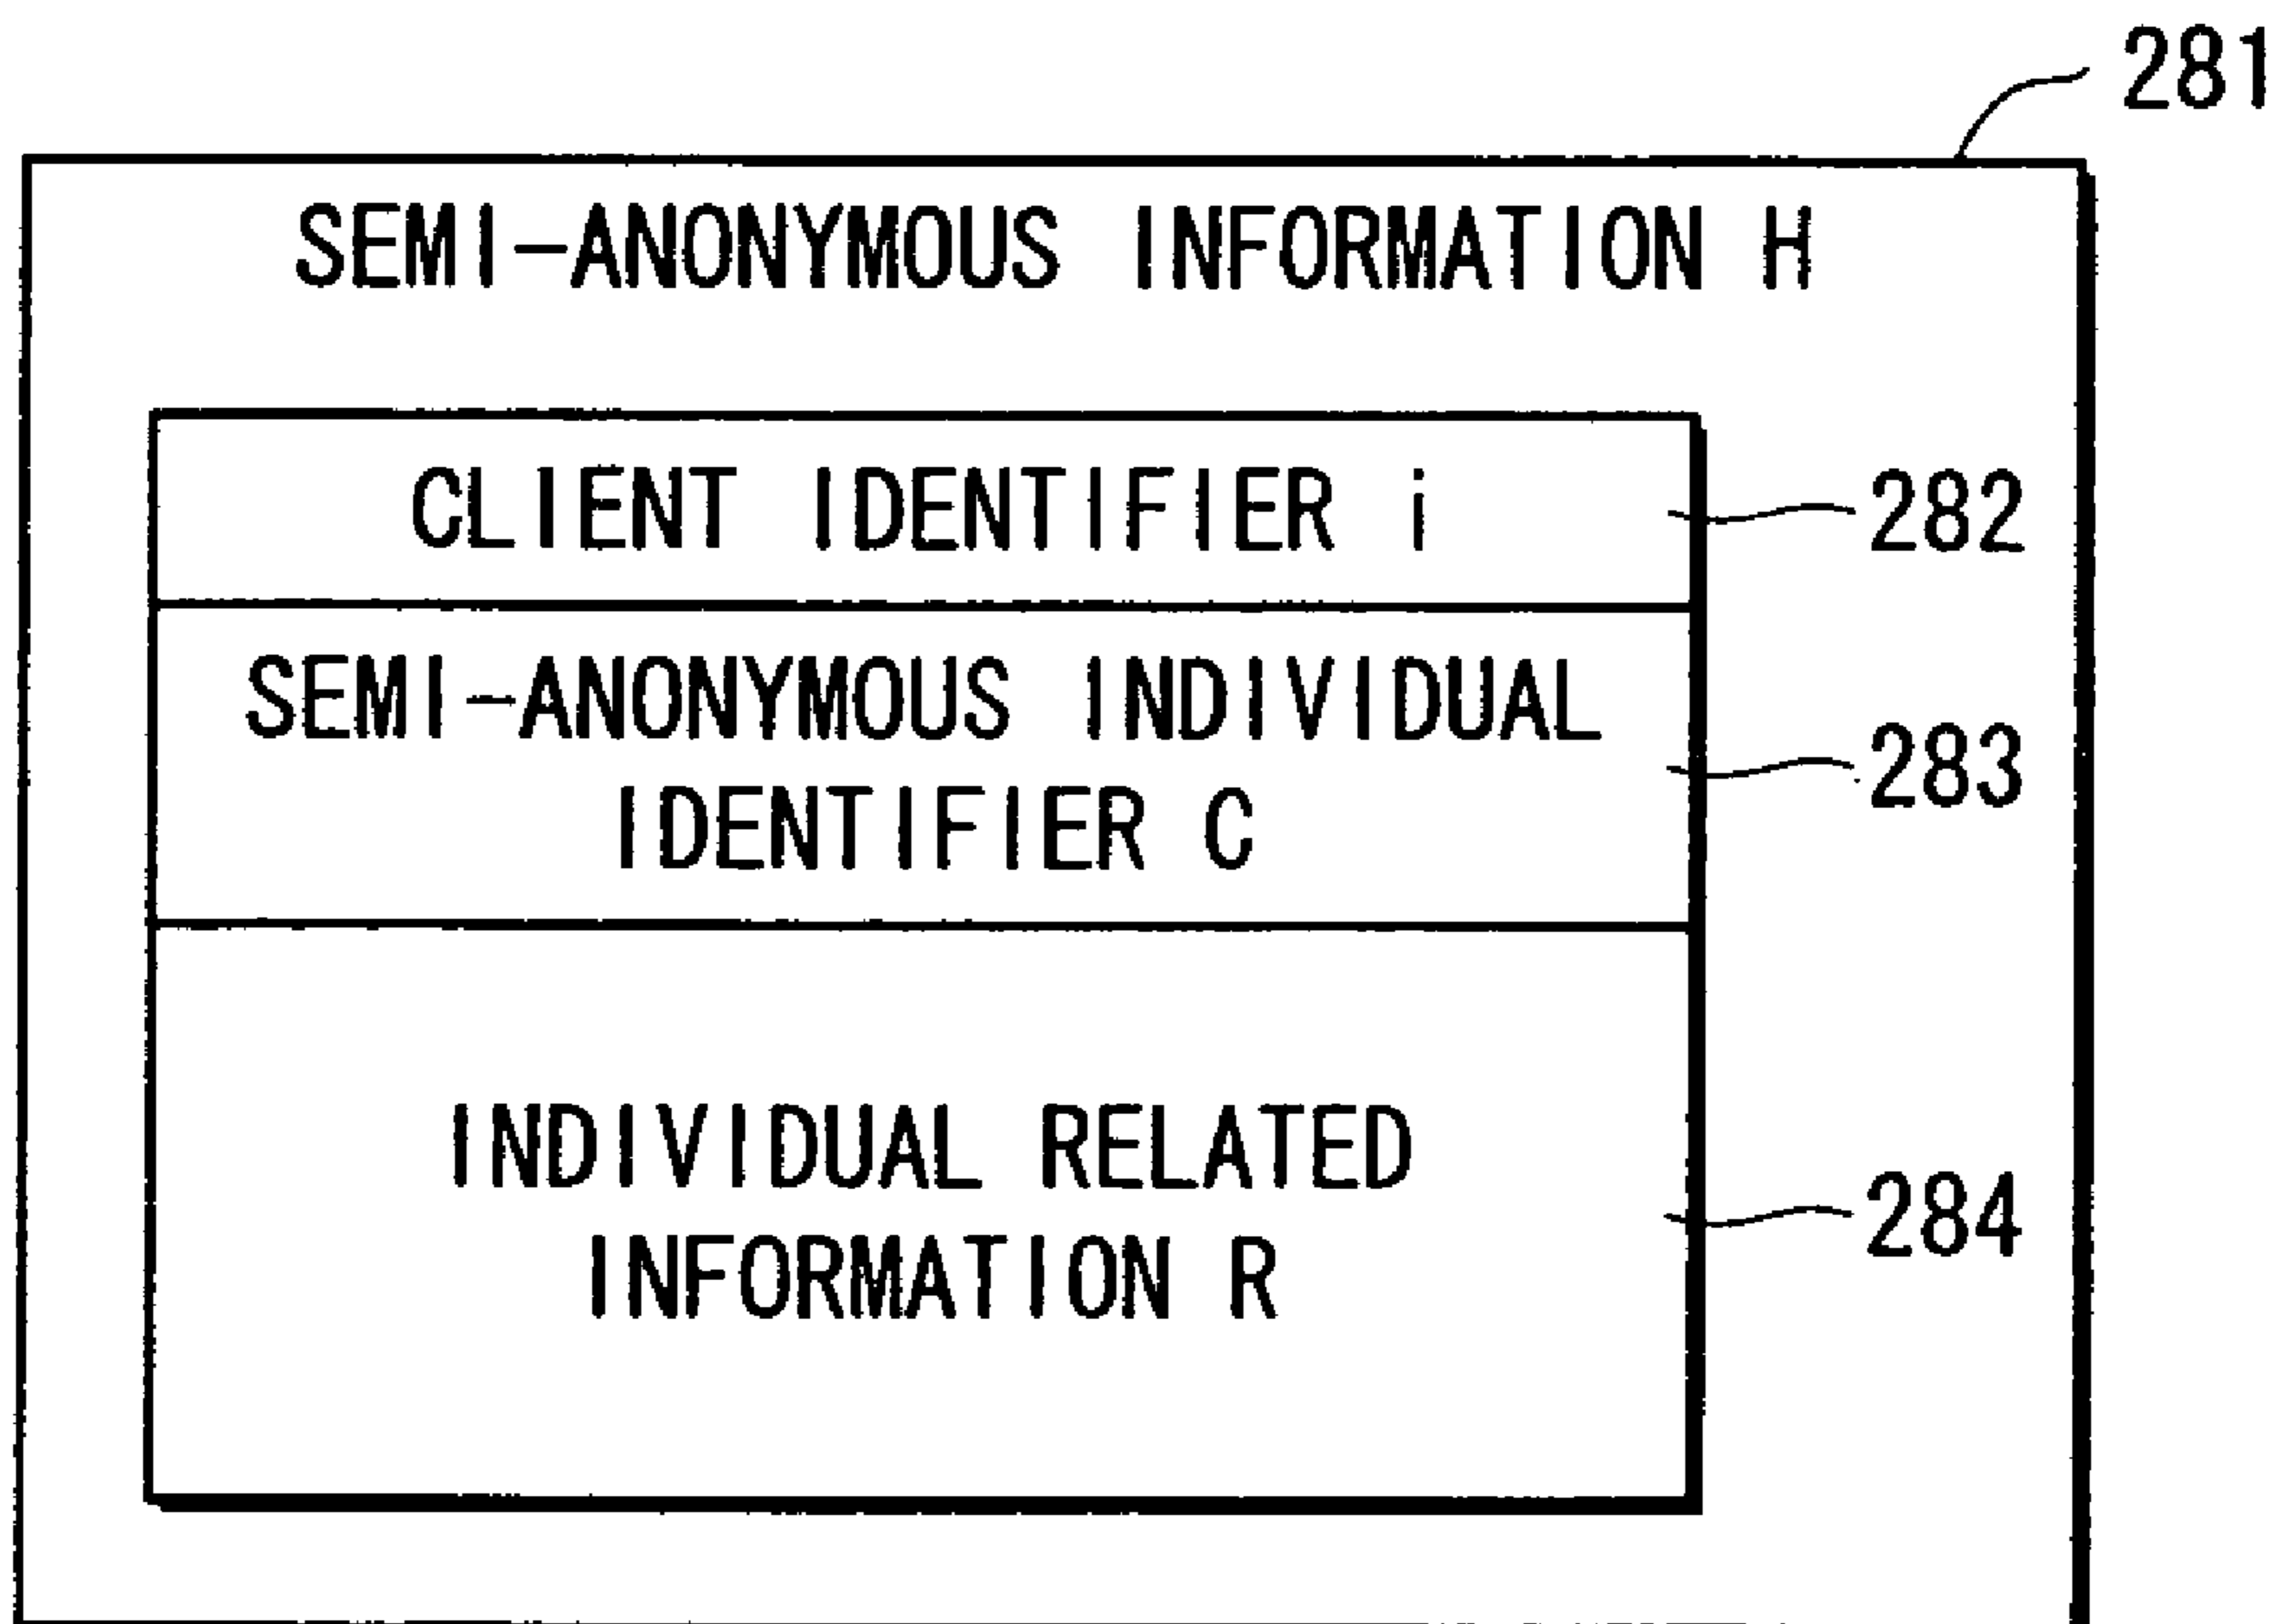 281
SEMI-ANONYMOUS INFORMATION H
CLIENT IDENTIFIER i
282
SEMI-ANONYMOUS INDIVIDUAL
IDENTIFIER C
283
INDIVIDUAL RELATED
INFORMATION R
284